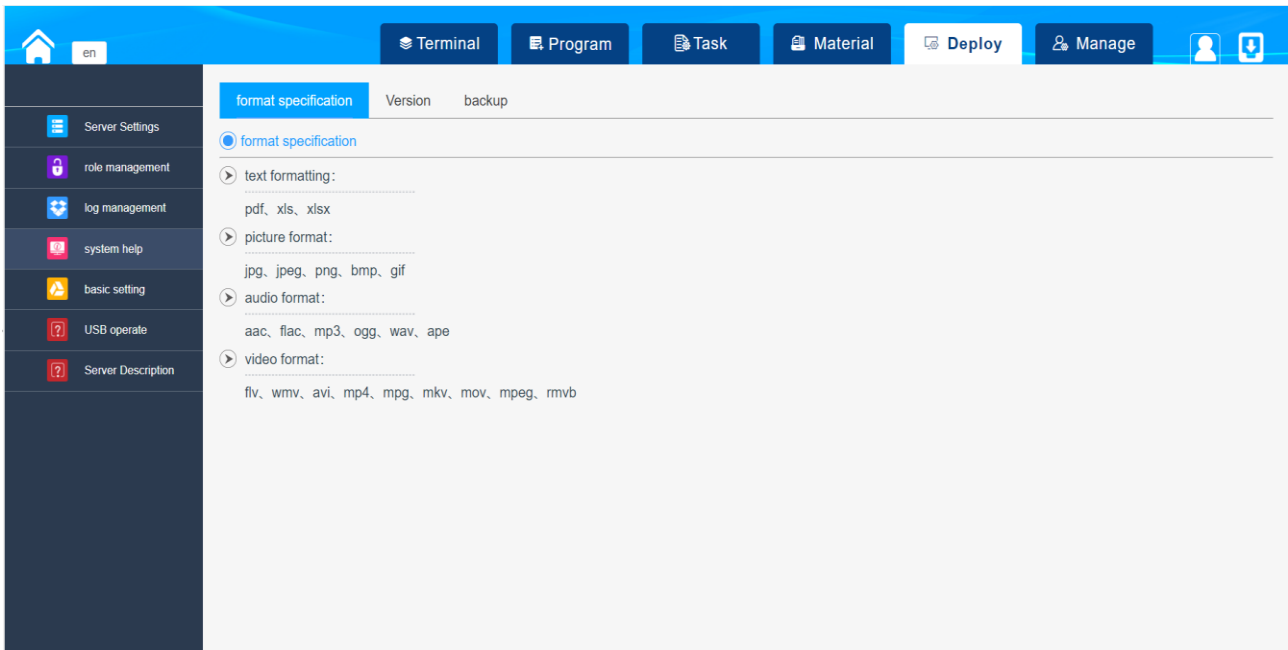 en
Terminal
Program
Task
Material
Deploy
Manage
Server Settings
role management
log management
system help
basic setting
USB operate
Server Description
format specification
Version
backup
format specification
text formatting：
pdf、xls、xlsx
picture format：
jpg、jpeg、png、bmp、gif
audio format：
aac、flac、mp3、ogg、wav、ape
video format：
flv、wmv、avi、mp4、mpg、mkv、mov、mpeg、rmvb